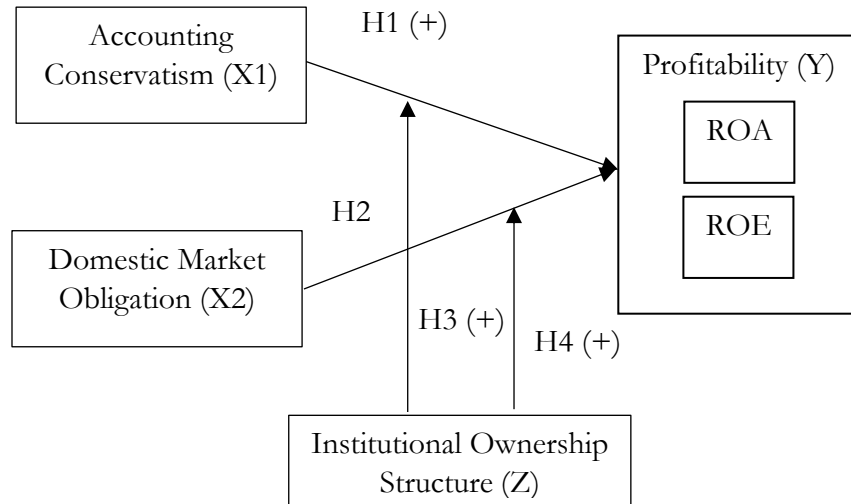 Accounting
Conservatism (X1)
H1 (+)
Profitability (Y)
ROA
ROE
H2
Domestic Market
Obligation (X2)
H3 (+)
H4 (+)
Institutional Ownership
Structure (Z)